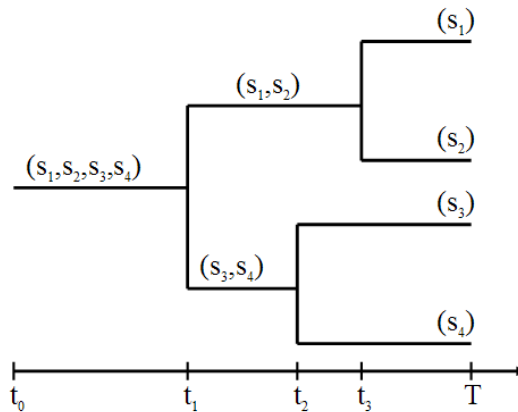 (s₁)
(s₁,s₂)
(s₂)
(s₁,s₂,s₃,s₄)
(s₃)
(s₃,s₄)
(s₄)
t₀ t₁ t₂ t₃ T